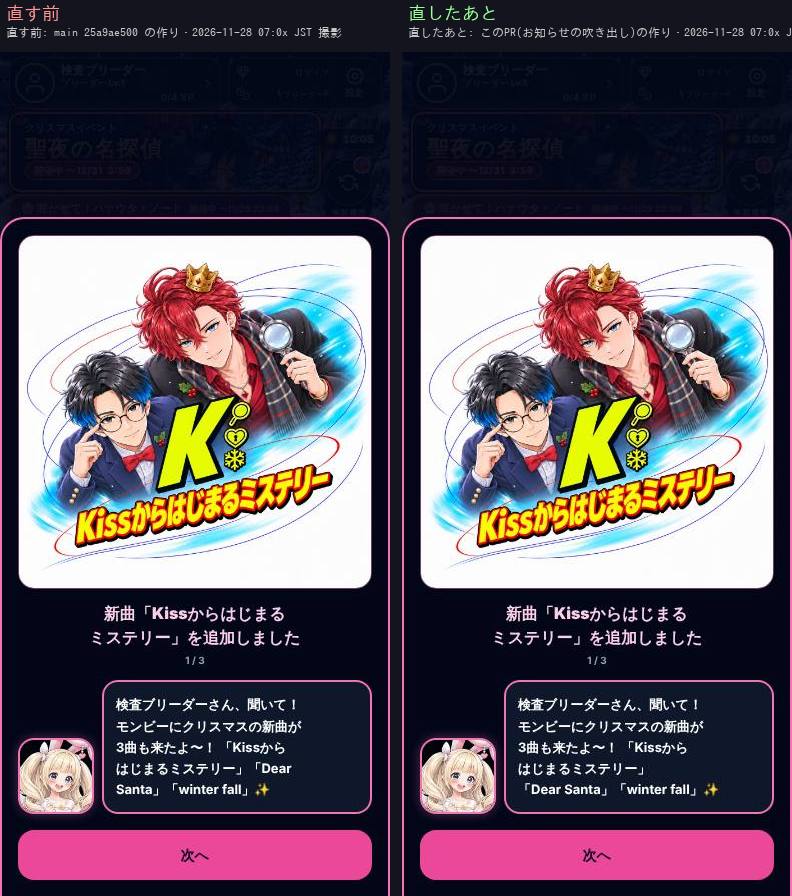 直す前
直す前: main 25a9ae500 の作り・2026-11-28 07:0x JST 撮影
検査ブリーダー
0/4
クリスマスイベント
聖夜の名探偵
10:05
K
Kissからはじまるミステリー
新曲「Kissからはじまる
ミステリー」を追加しました
1 / 3
検査ブリーダーさん、聞いて！
モンビーにクリスマスの新曲が
3曲も来たよ〜！「Kissから
はじまるミステリー」「Dear
Santa」「winter fall」✨
次へ
直したあと
直したあと: このPR(お知らせの吹き出し)の作り・2026-11-28 07:0x J
検査ブリーダー
0/4
クリスマスイベント
聖夜の名探偵
10:05
K
Kissからはじまるミステリー
新曲「Kissからはじまる
ミステリー」を追加しました
1 / 3
検査ブリーダーさん、聞いて！
モンビーにクリスマスの新曲が
3曲も来たよ〜！「Kissから
はじまるミステリー」
「Dear Santa」「winter fall」✨
次へ